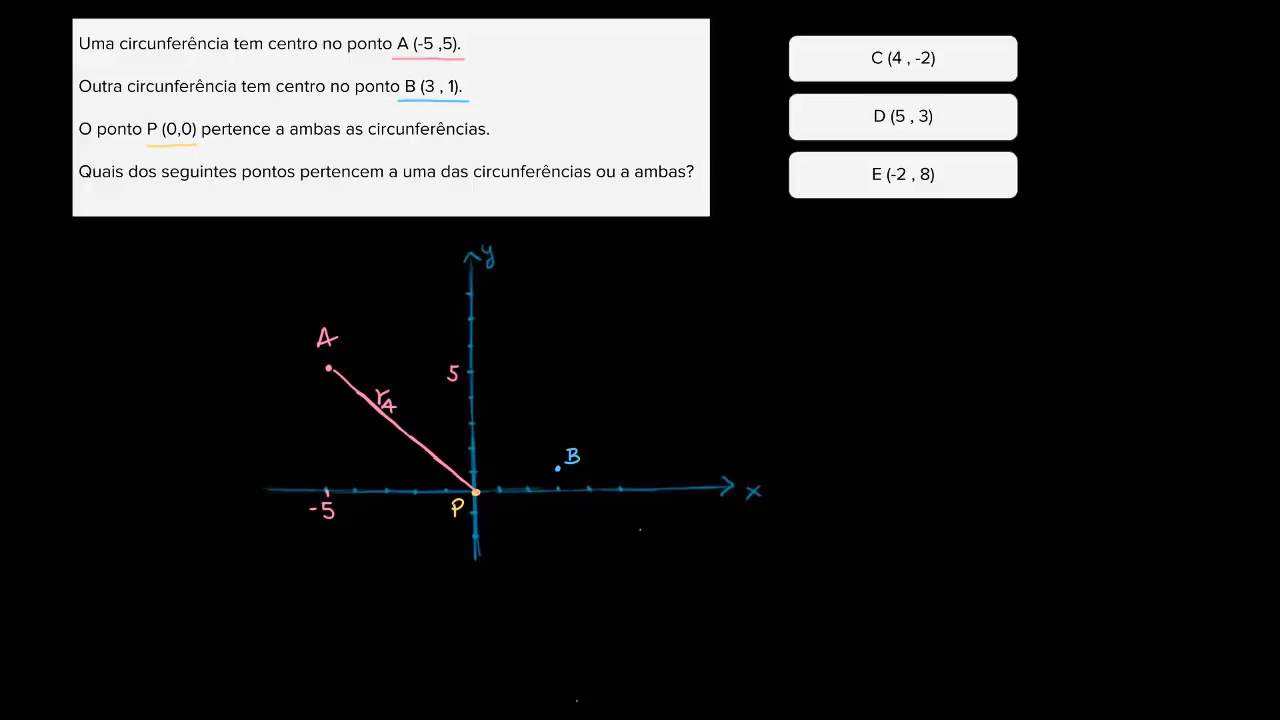 Uma circunferência tem centro no ponto A (-5 ,5).
Outra circunferência tem centro no ponto B (3 , 1).
O ponto P (0,0) pertence a ambas as circunferências.
Quais dos seguintes pontos pertencem a uma das circunferências ou a ambas?
C (4 , -2)
D (5 , 3)
E (-2 , 8)
y
A
5
r_A
B
x
P
-5